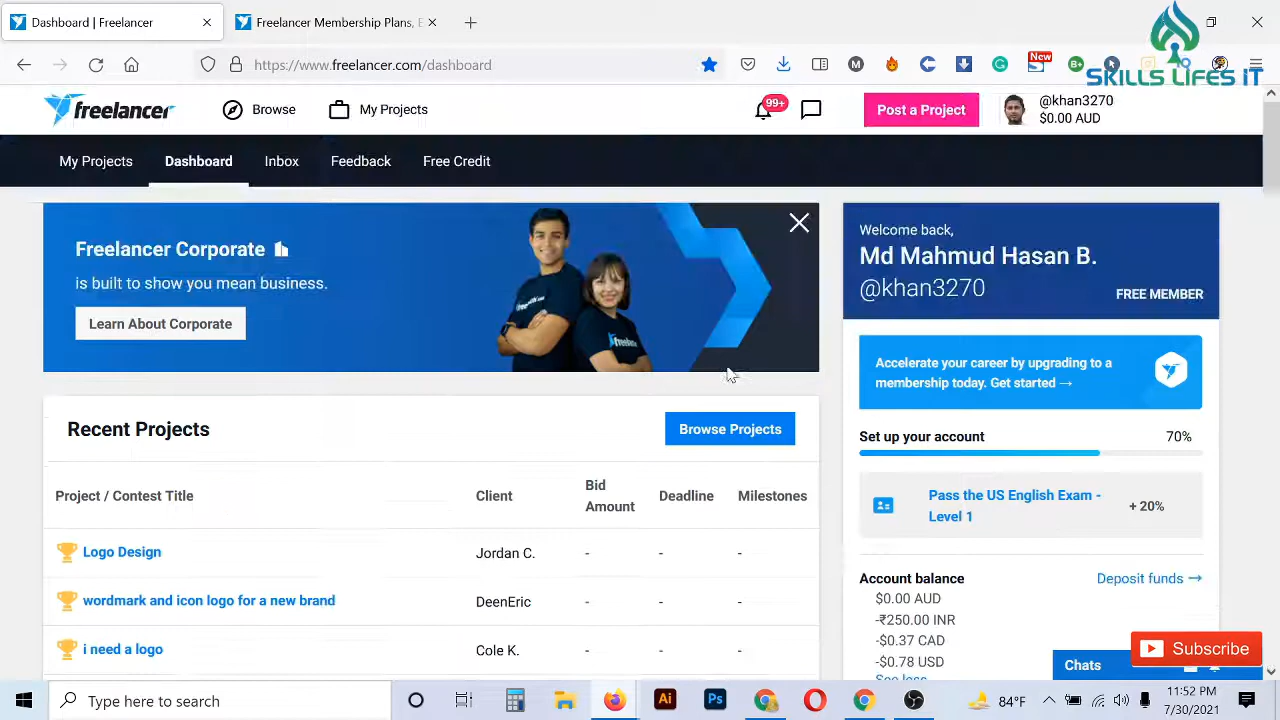 Dashboard | Freelancer
Freelancer Membership Plans, E
SKILLS LIFES IT
https://www.freelancer.com/dashboard
New
freelancer
Browse
My Projects
99+
Post a Project
@khan3270
$0.00 AUD
My Projects
Dashboard
Inbox
Feedback
Free Credit
Freelancer Corporate
is built to show you mean business.
Learn About Corporate
Welcome back,
Md Mahmud Hasan B.
@khan3270
FREE MEMBER
Accelerate your career by upgrading to a
membership today. Get started →
Set up your account
70%
Pass the US English Exam -
Level 1
+ 20%
Recent Projects
Browse Projects
Project / Contest Title
Client
Bid
Amount
Deadline
Milestones
Logo Design
Jordan C.
-
-
-
wordmark and icon logo for a new brand
DeenEric
-
-
-
i need a logo
Cole K.
-
-
-
Account balance
Deposit funds →
$0.00 AUD
-₹250.00 INR
-$0.37 CAD
-$0.78 USD
See less
Chats
Subscribe
Type here to search
Ai
Ps
84°F
11:52 PM
7/30/2021